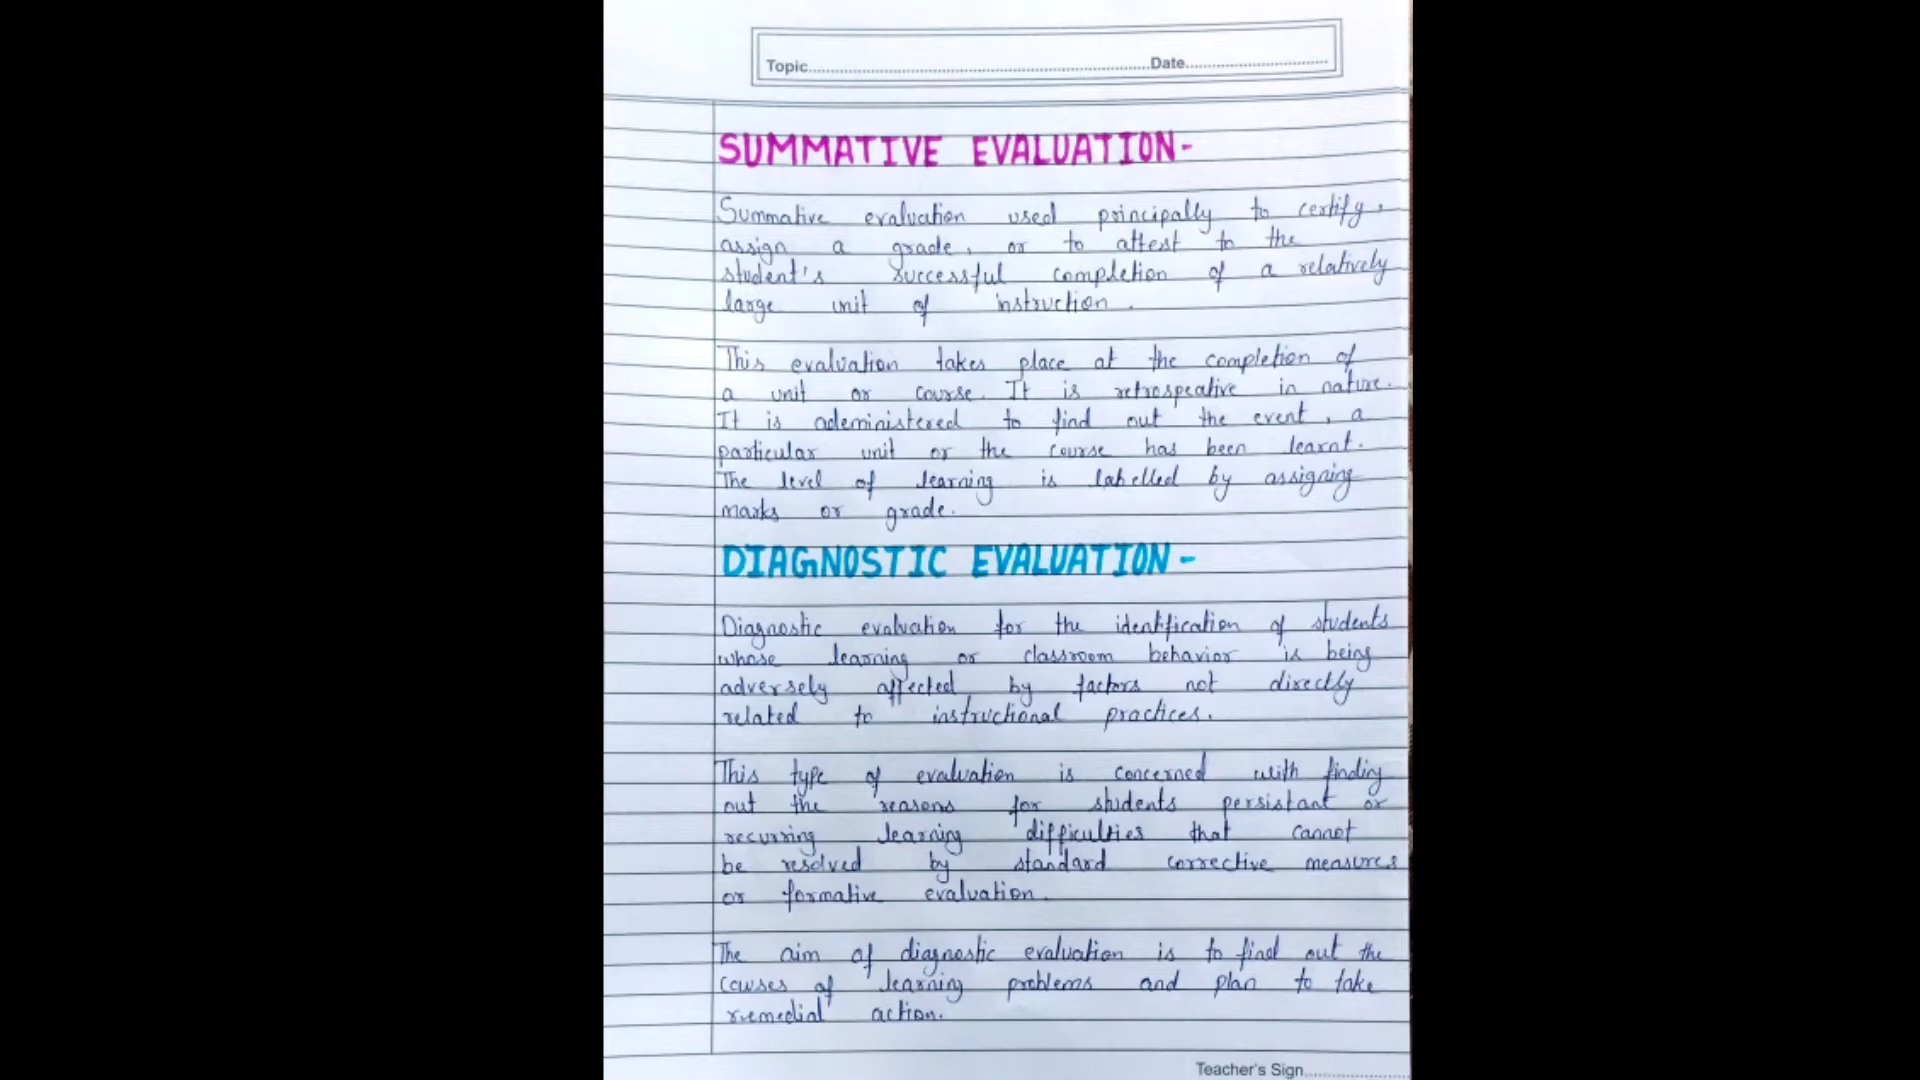 Topic Date
SUMMATIVE EVALUATION-
Summative evaluation used principally to certify,
assign a grade, or to attest to the
student's successful completion of a relatively
large unit of instruction.
This evaluation takes place at the completion of
a unit or course. It is retrospective in nature.
It is administered to find out the event, a
particular unit or the course has been learnt.
The level of learning is labelled by assigning
marks or grade.
DIAGNOSTIC EVALUATION-
Diagnostic evaluation for the identification of students
whose learning or classroom behavior is being
adversely affected by factors not directly
related to instructional practices.
This type of evaluation is concerned with finding
out the reasons for students persistant or
recurring learning difficulties that cannot
be resolved by standard corrective measures
or formative evaluation.
The aim of diagnostic evaluation is to find out the
causes of learning problems and plan to take
remedial action.
Teacher's Sign